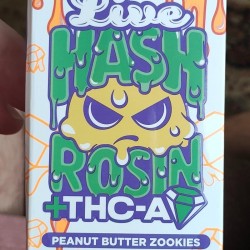 Live
HASH
ROSIN
+THC-A
PEANUT BUTTER ZOOKIES